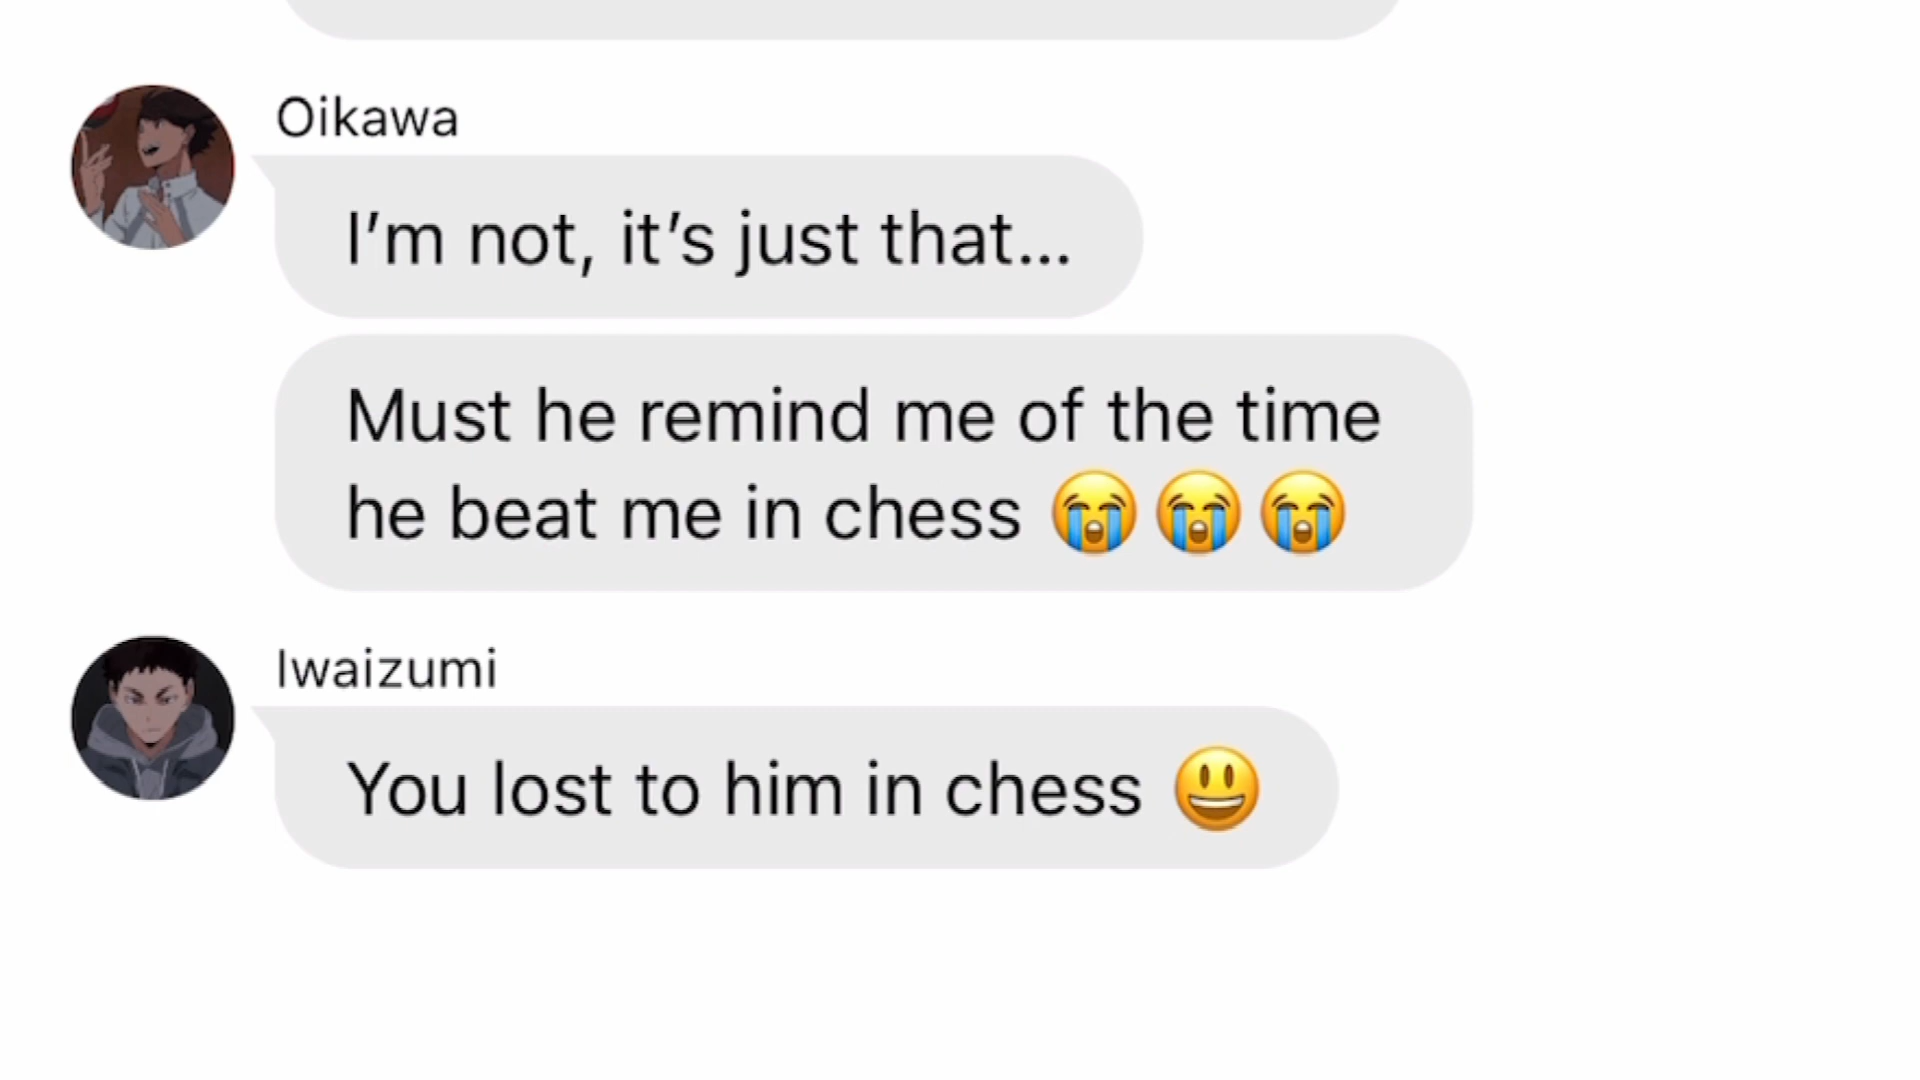 Oikawa
I’m not, it’s just that...
Must he remind me of the time
he beat me in chess 😭😭😭
Iwaizumi
You lost to him in chess 😃